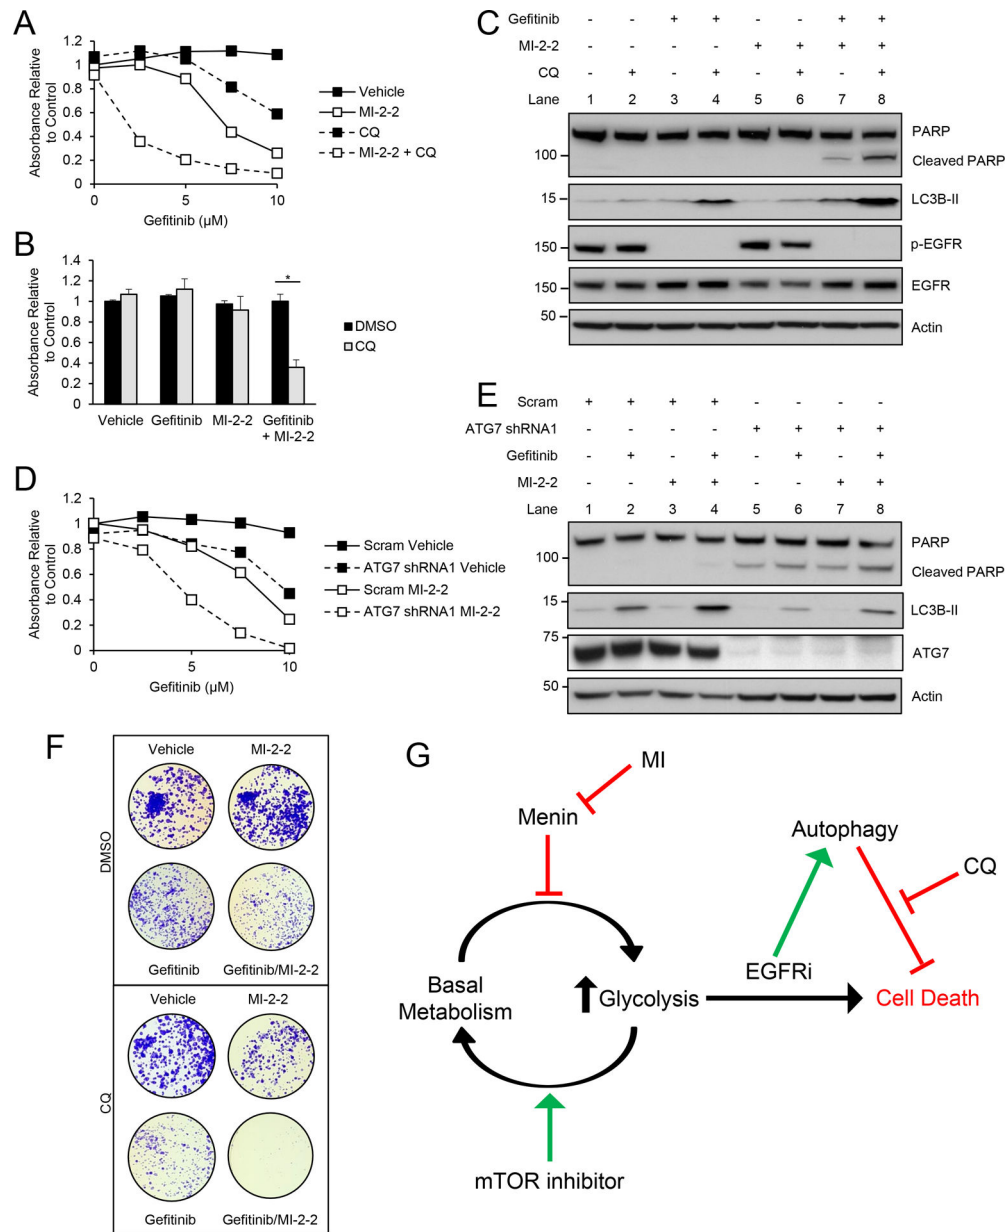 A
Absorbance Relative
to Control
1.2
1
0.8
0.6
0.4
0.2
0
0
5
10
Gefitinib (µM)
Vehicle
MI-2-2
CQ
MI-2-2 + CQ
B
Absorbance Relative
to Control
1.4
1.2
1
0.8
0.6
0.4
0.2
0
*
DMSO
CQ
Vehicle
Gefitinib
MI-2-2
Gefitinib
+ MI-2-2
C
Gefitinib - - + + - - + +
MI-2-2 - - - - + + + +
CQ - + - + - + - +
Lane 1 2 3 4 5 6 7 8
PARP
100
Cleaved PARP
15
LC3B-II
150
p-EGFR
150
EGFR
50
Actin
D
Absorbance Relative
to Control
1.2
1
0.8
0.6
0.4
0.2
0
0
5
10
Gefitinib (µM)
Scram Vehicle
ATG7 shRNA1 Vehicle
Scram MI-2-2
ATG7 shRNA1 MI-2-2
E
Scram + + + + - - - -
ATG7 shRNA1 - - - - + + + +
Gefitinib - + - + - + - +
MI-2-2 - - + + - - + +
Lane 1 2 3 4 5 6 7 8
PARP
100
Cleaved PARP
15
LC3B-II
75
ATG7
50
Actin
F
DMSO
Vehicle
MI-2-2
Gefitinib
Gefitinib/MI-2-2
CQ
Vehicle
MI-2-2
Gefitinib
Gefitinib/MI-2-2
G
MI
Menin
Autophagy
CQ
EGFRi
Basal
Metabolism
Glycolysis
Cell Death
mTOR inhibitor